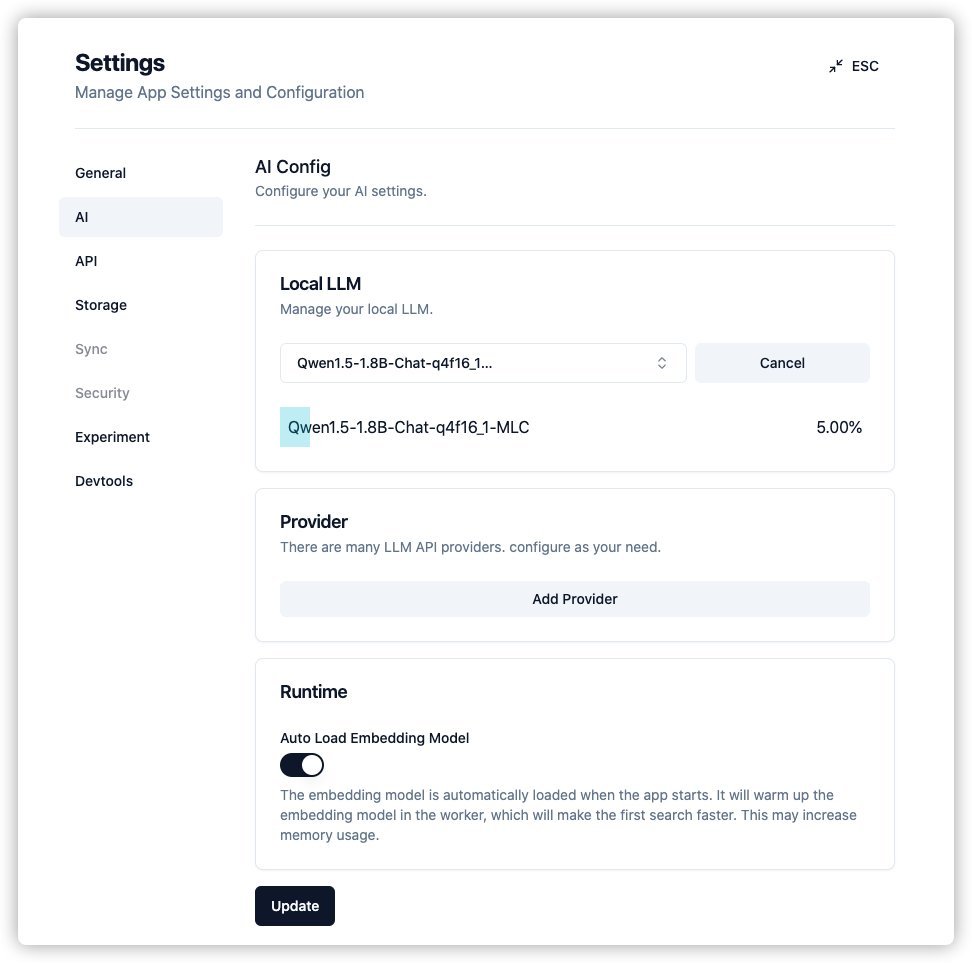 Settings
ESC
Manage App Settings and Configuration
General
AI
API
Storage
Sync
Security
Experiment
Devtools
AI Config
Configure your AI settings.
Local LLM
Manage your local LLM.
Qwen1.5-1.8B-Chat-q4f16_1...
Cancel
Qwen1.5-1.8B-Chat-q4f16_1-MLC
5.00%
Provider
There are many LLM API providers. configure as your need.
Add Provider
Runtime
Auto Load Embedding Model
The embedding model is automatically loaded when the app starts. It will warm up the
embedding model in the worker, which will make the first search faster. This may increase
memory usage.
Update